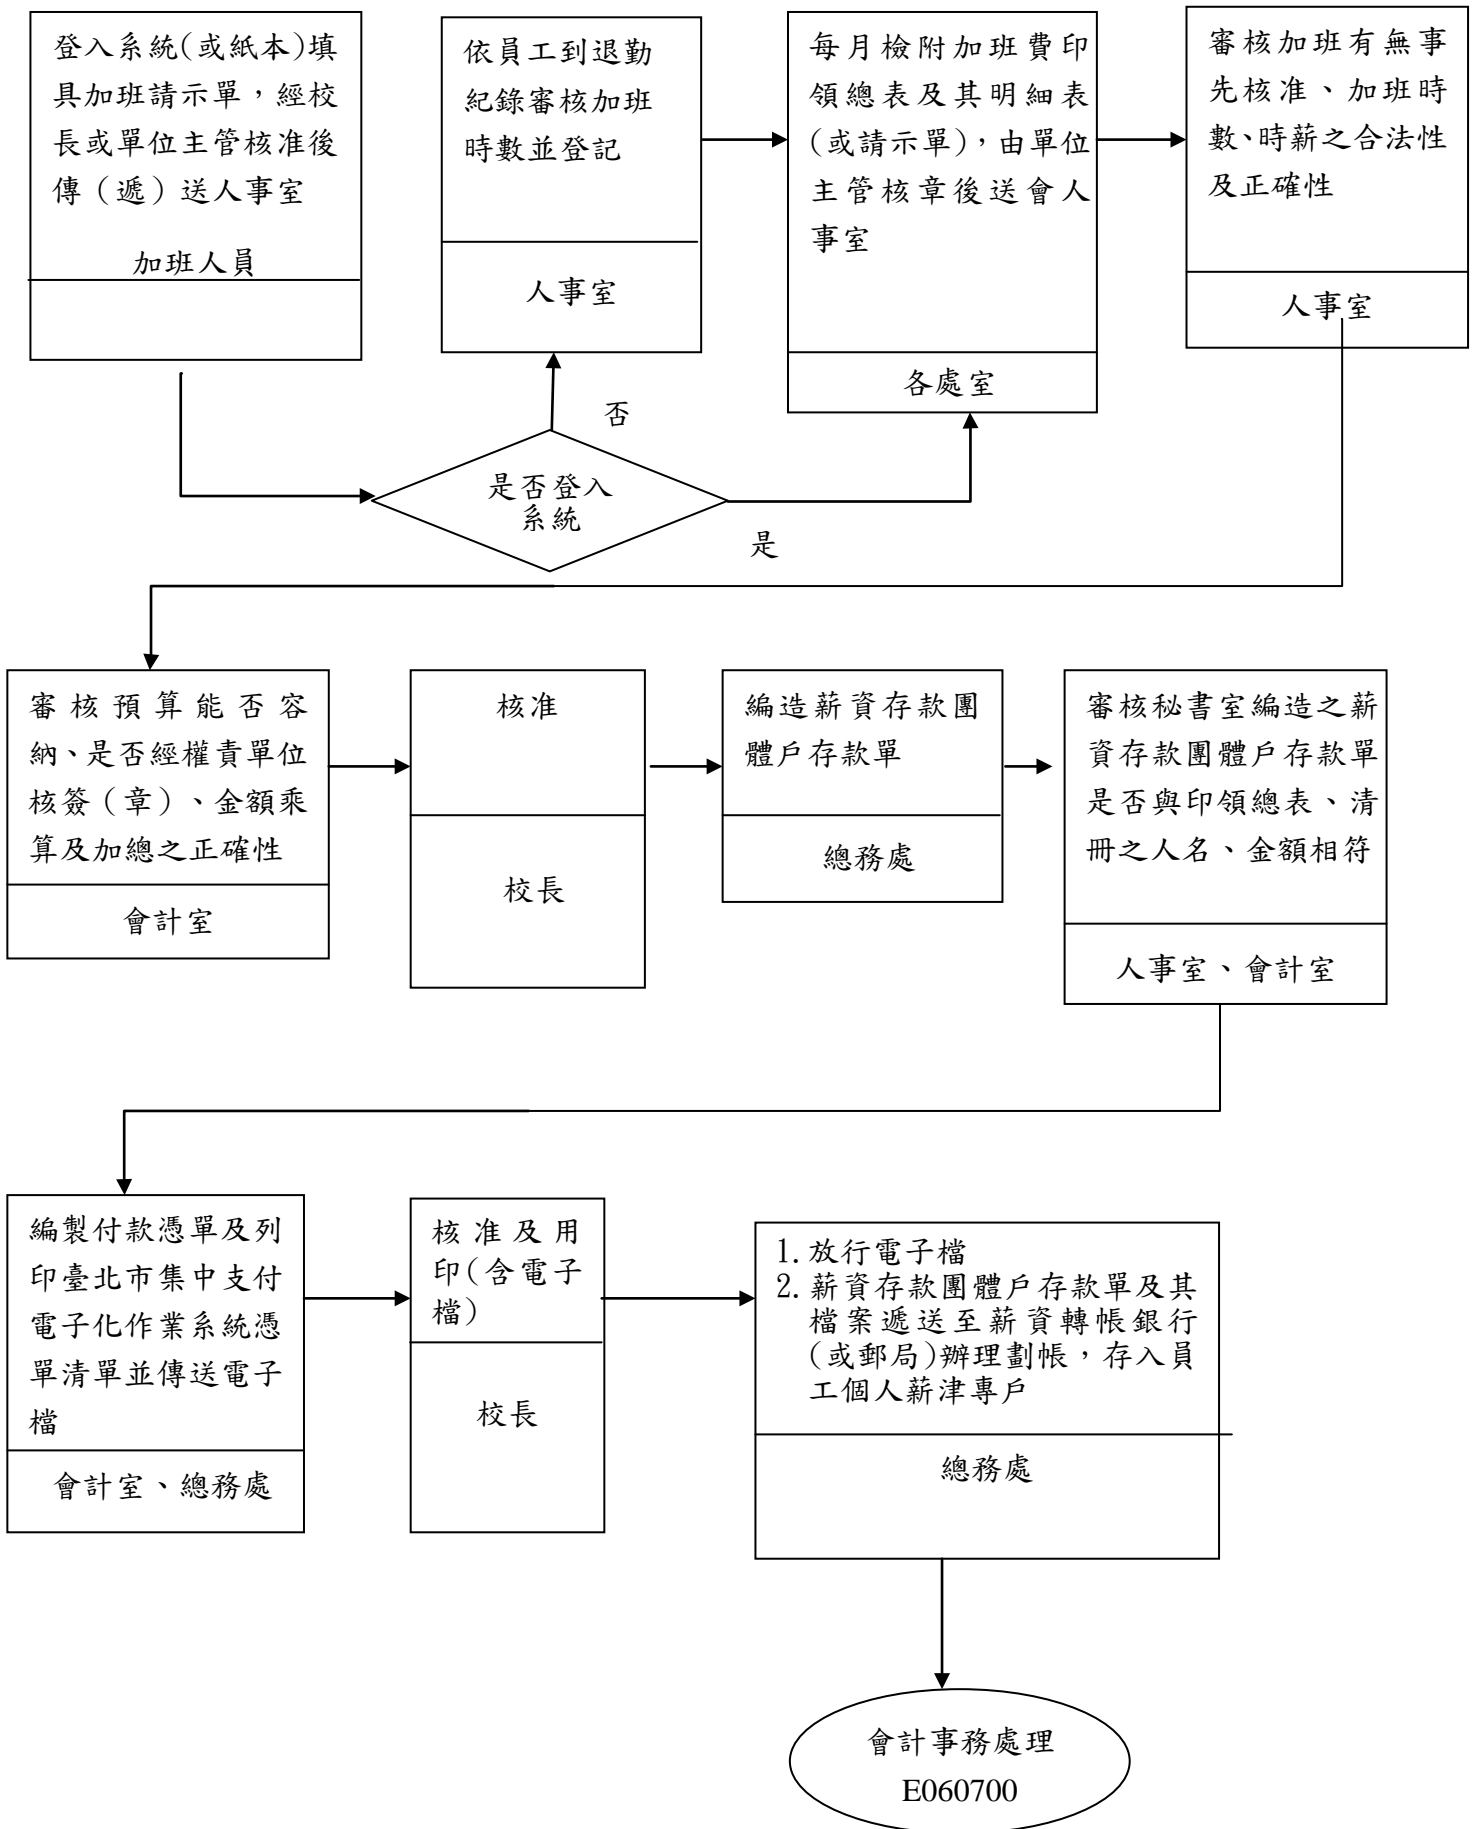 登入系統(或紙本)填
具加班請示單，經校
長或單位主管核准後
傳（遞）送人事室
加班人員
依員工到退勤
紀錄審核加班
時數並登記
人事室
每月檢附加班費印
領總表及其明細表
(或請示單)，由單位
主管核章後送會人
事室
各處室
審核加班有無事
先核准、加班時
數、時薪之合法性
及正確性
人事室
否
是否登入
系統
是
審核預算能否容
納、是否經權責單位
核簽（章）、金額乘
算及加總之正確性
會計室
核准
校長
編造薪資存款團
體戶存款單
總務處
審核秘書室編造之薪
資存款團體戶存款單
是否與印領總表、清
冊之人名、金額相符
人事室、會計室
編製付款憑單及列
印臺北市集中支付
電子化作業系統憑
單清單並傳送電子
檔
會計室、總務處
核准及用
印(含電子
檔)
校長
1.放行電子檔
2.薪資存款團體戶存款單及其
檔案遞送至薪資轉帳銀行
(或郵局)辦理劃帳，存入員
工個人薪津專戶
總務處
會計事務處理
E060700